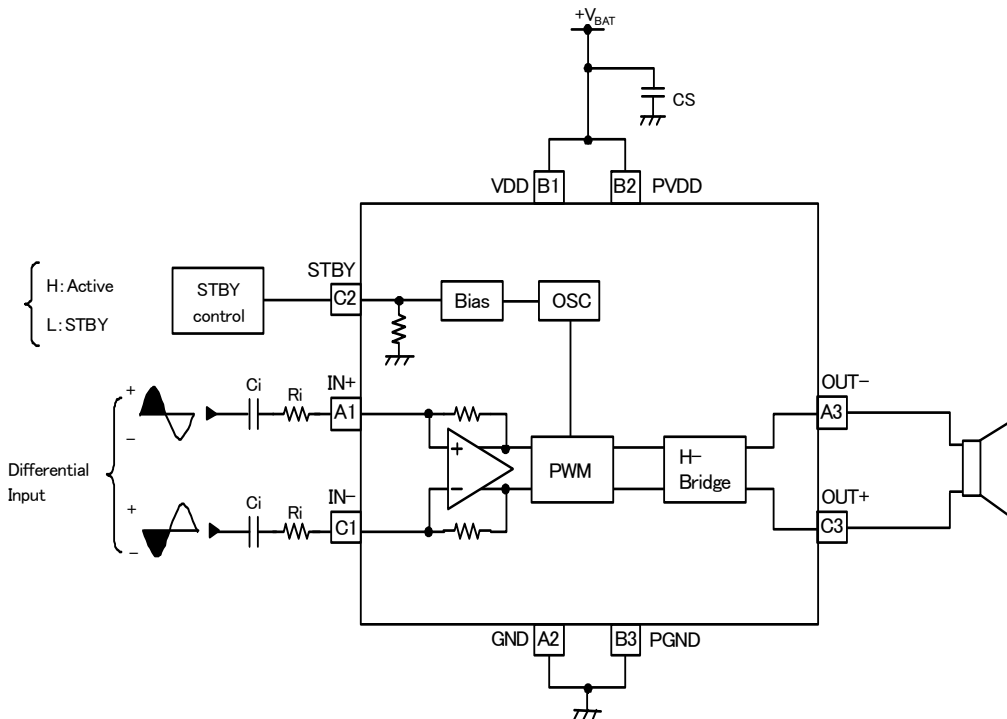 +VBAT
CS
VDD
B1
B2
PVDD
H:Active
L:STBY
STBY
control
STBY
C2
Bias
OSC
+
−
Ci
Ri
IN+
A1
OUT-
A3
+
−
PWM
H-
Bridge
Differential
Input
+
−
Ci
Ri
IN-
C1
OUT+
C3
GND
A2
B3
PGND